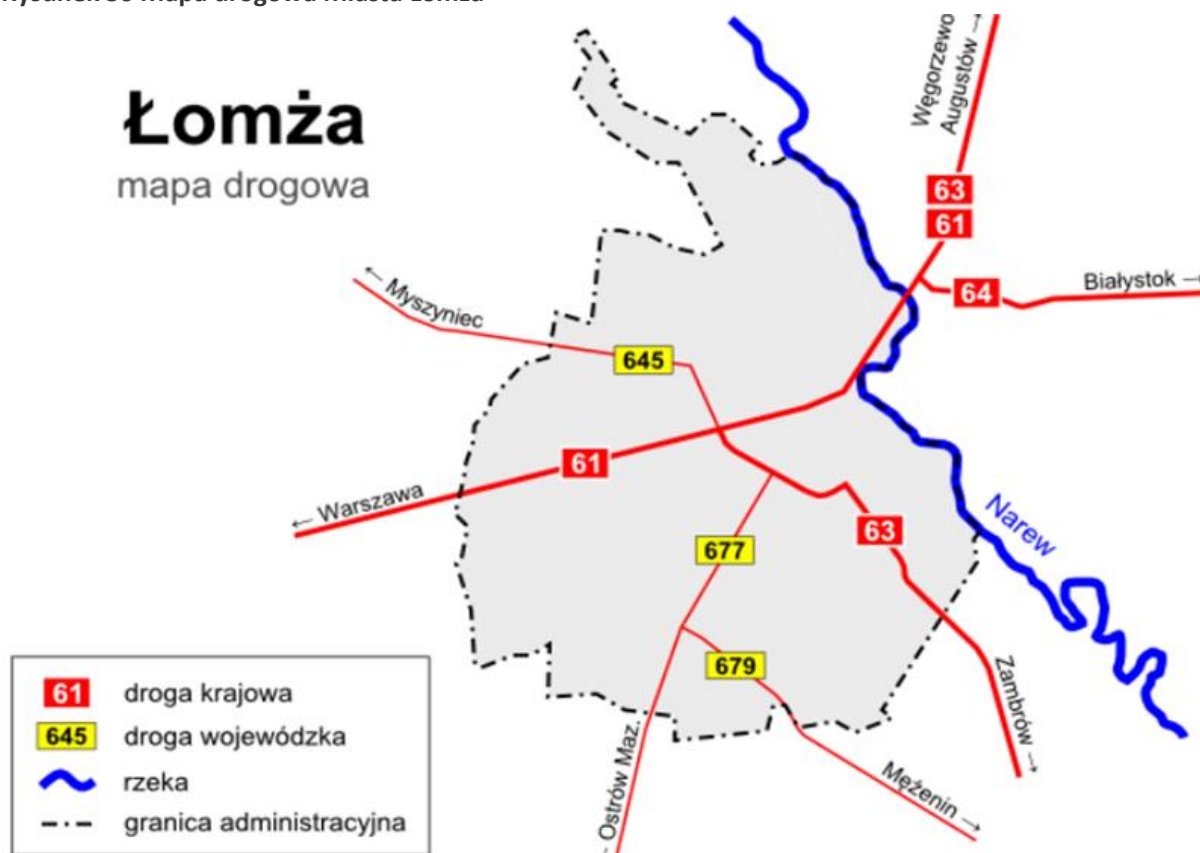 Łomża
mapa drogowa
Węgorzewo
Augustów →
63
61
64
Białystok →
← Myszyniec
645
61
← Warszawa
677
63
Narew
679
Zambrów →
← Ostrów Maz.
Mężenin →
61 droga krajowa
645 droga wojewódzka
rzeka
granica administracyjna